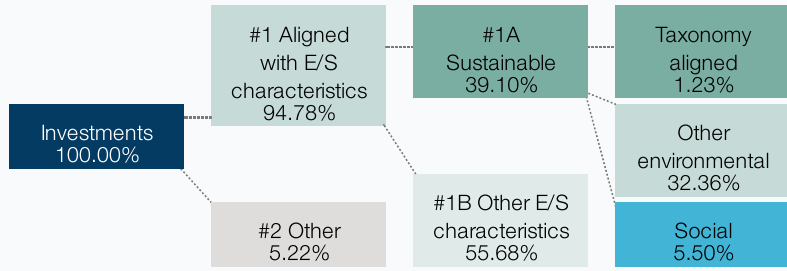 Investments
100.00%
#1 Aligned
with E/S
characteristics
94.78%
#2 Other
5.22%
#1A
Sustainable
39.10%
#1B Other E/S
characteristics
55.68%
Taxonomy
aligned
1.23%
Other
environmental
32.36%
Social
5.50%